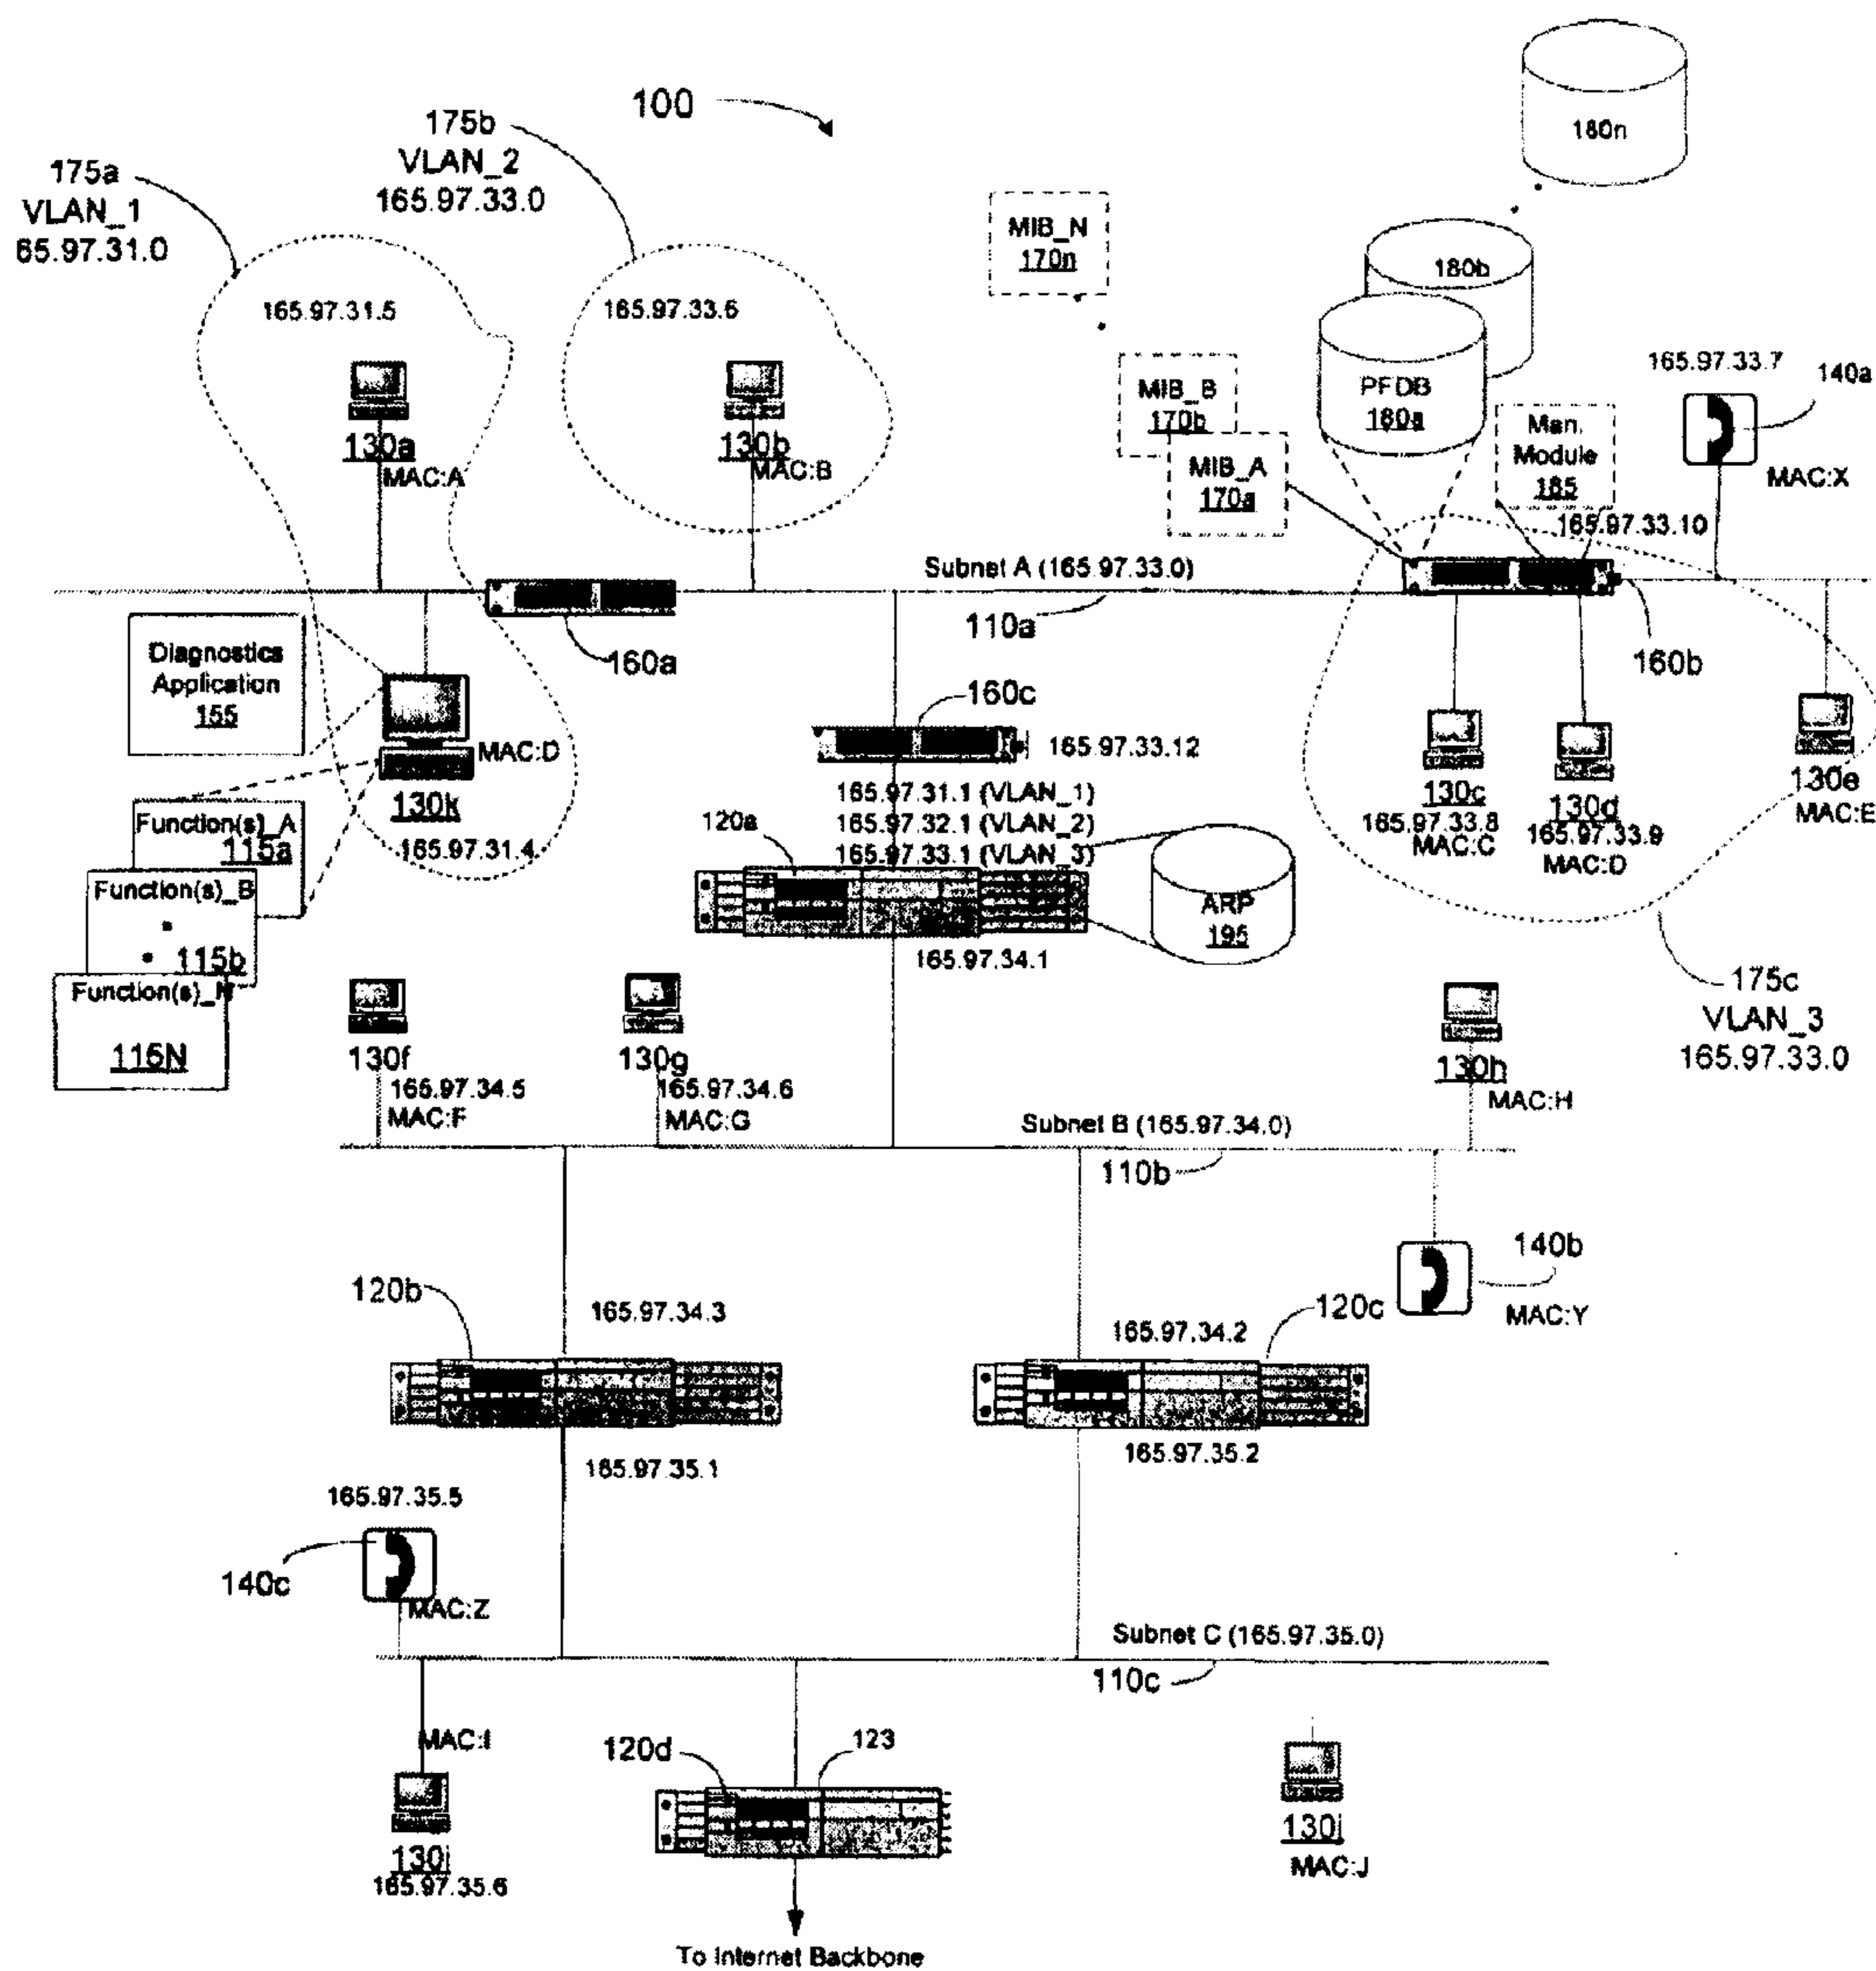 100
180n
175b
VLAN_2
165.97.33.0
175a
VLAN_1
65.97.31.0
MIB_N
170n
180b
165.97.31.5
165.97.33.6
MIB_B
170b
PFDB
180a
165.97.33.7
140a
MIB_A
170a
Man.
Module
185
130a
MAC:A
130b
MAC:B
MAC:X
165.97.33.10
Subnet A (165.97.33.0)
110a
160a
160b
Diagnostics
Application
155
160c
MAC:D
165.97.33.12
130k
165.97.31.4
165.97.31.1 (VLAN_1)
165.97.32.1 (VLAN_2)
165.97.33.1 (VLAN_3)
120a
130c
165.97.33.8
MAC:C
130d
165.97.33.9
MAC:D
130e
MAC:E
Function(s)_A
115a
Function(s)_B
115b
Function(s)_N
115N
ARP
195
165.97.34.1
175c
VLAN_3
165.97.33.0
130f
165.97.34.5
MAC:F
130g
165.97.34.6
MAC:G
130h
MAC:H
Subnet B (165.97.34.0)
110b
140b
MAC:Y
120b
165.97.34.3
120c
165.97.34.2
165.97.35.1
165.97.35.2
165.97.35.5
140c
MAC:Z
Subnet C (165.97.35.0)
110c
MAC:I
120d
123
130i
165.97.35.6
130j
MAC:J
To Internet Backbone